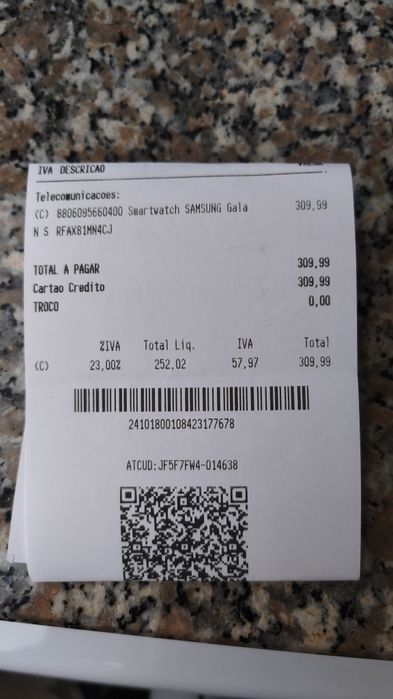 IVA DESCRICAO VALOR
Telecomunicacoes:
(C) 8806095660400 Smartwatch SAMSUNG Gala 309,99
N S RFAX81MN4CJ
TOTAL A PAGAR 309,99
Cartao Credito 309,99
TROCO 0,00
%IVA Total Liq. IVA Total
(C) 23,00% 252,02 57,97 309,99
24101800108423177678
ATCUD:JF5F7FW4-014638